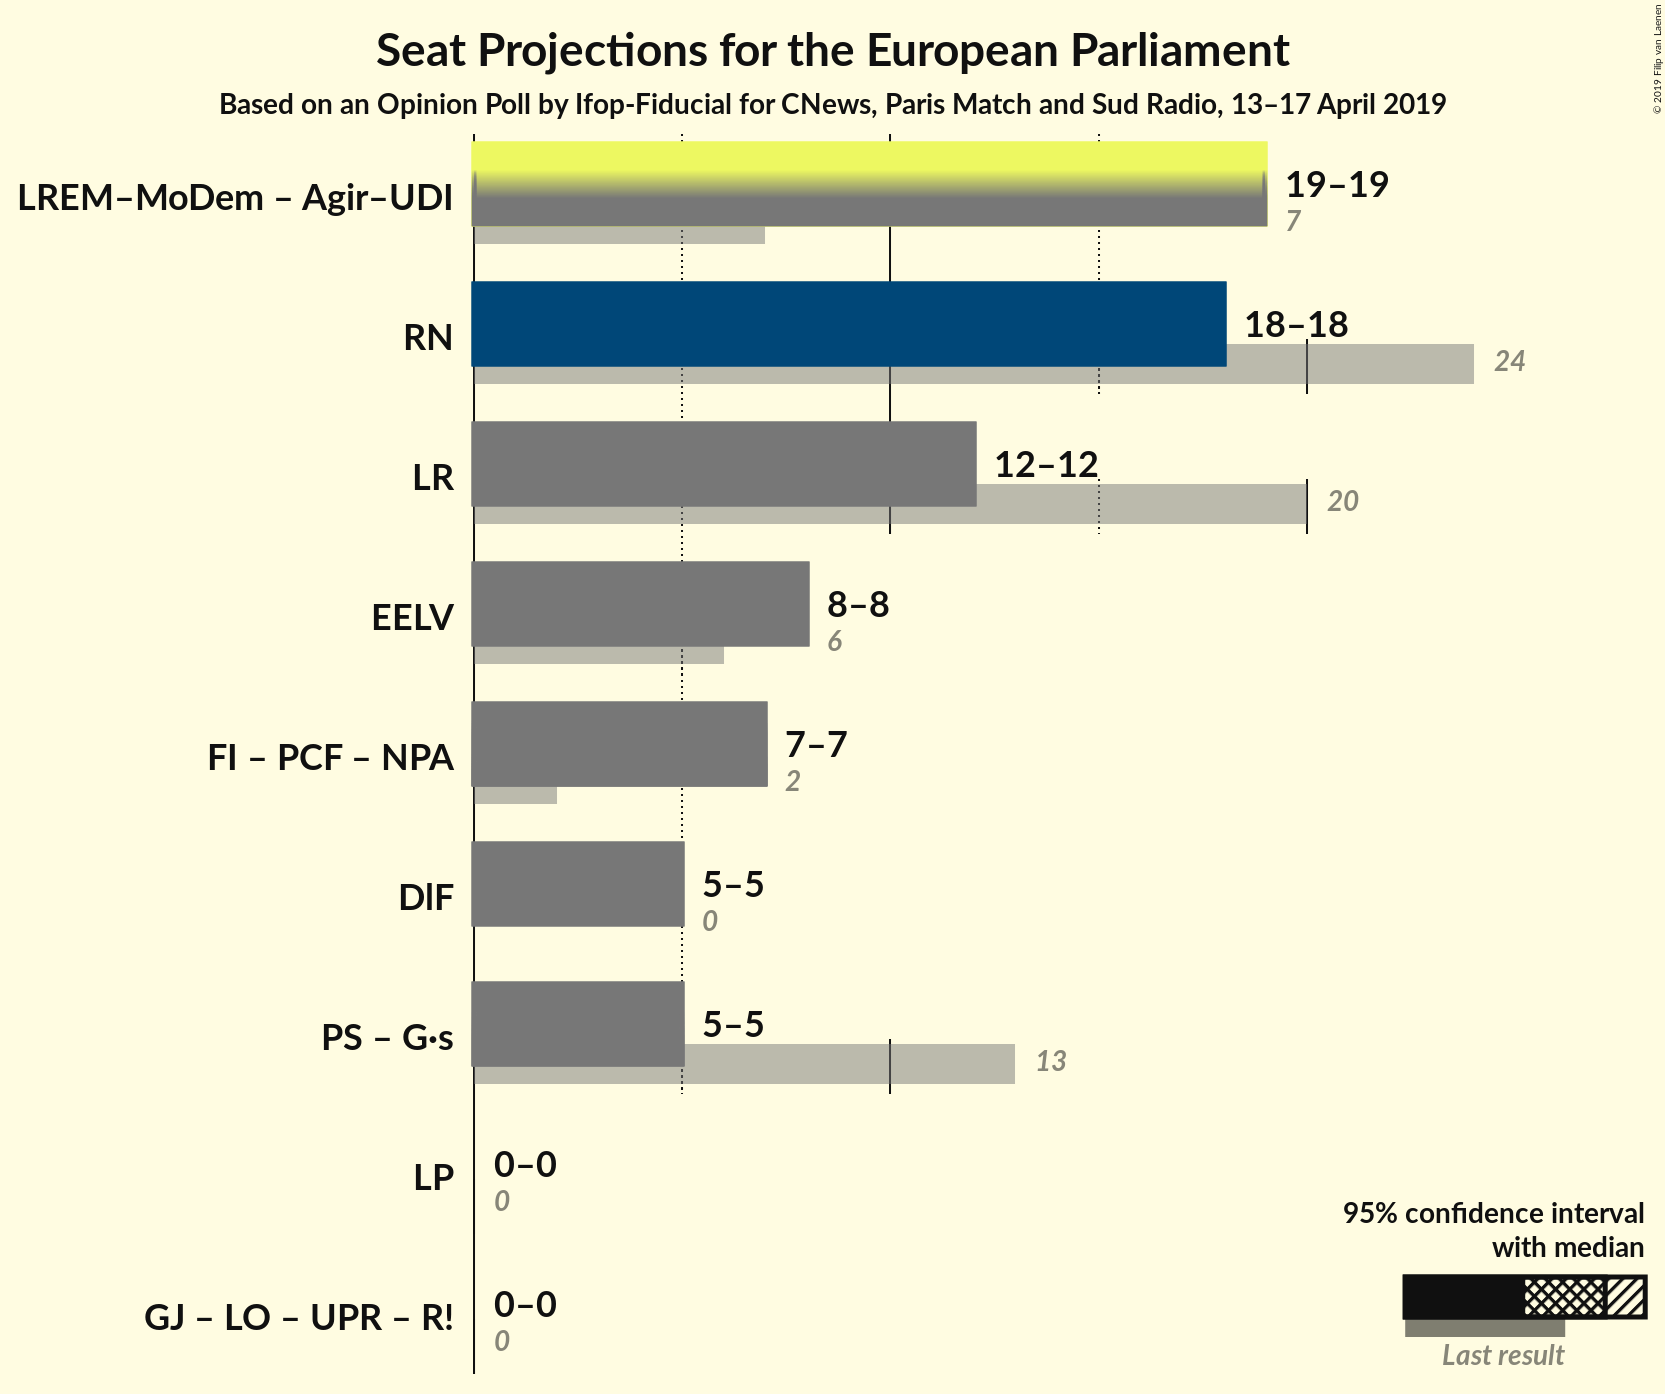 Seat Projections for the European Parliament
Based on an Opinion Poll by Ifop-Fiducial for CNews, Paris Match and Sud Radio, 13–17 April 2019
© 2019 Filip van Laenen
LREM–MoDem – Agir–UDI
19–19
7
RN
18–18
24
LR
12–12
20
EELV
8–8
6
FI – PCF – NPA
7–7
2
DlF
5–5
0
PS – G·s
5–5
13
LP
0–0
0
GJ – LO – UPR – R!
0–0
0
95% confidence interval
with median
Last result